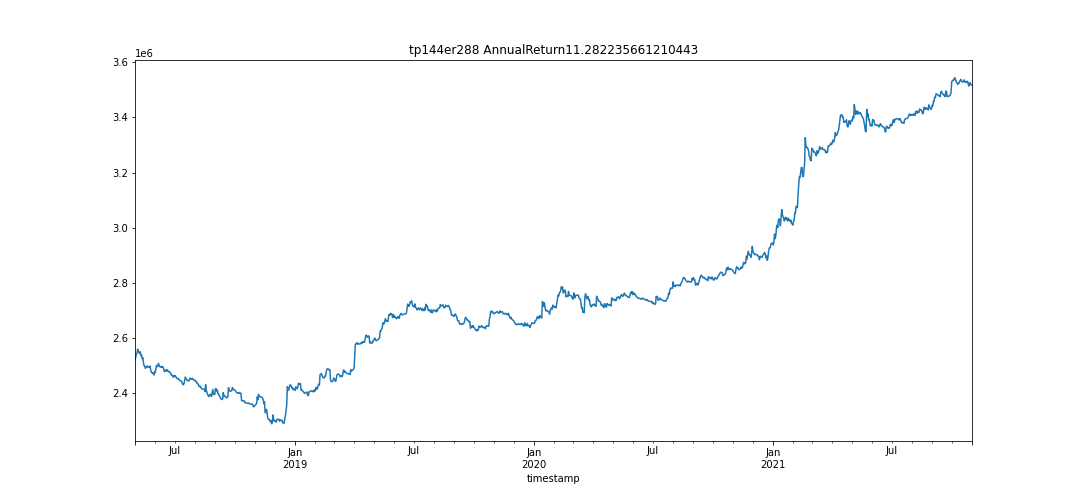 tp144er288 AnnualReturn11.282235661210443
1e6
3.6
3.4
3.2
3.0
2.8
2.6
2.4
Jul Jan Jul Jan Jul Jan Jul
2019 2020 2021
timestamp